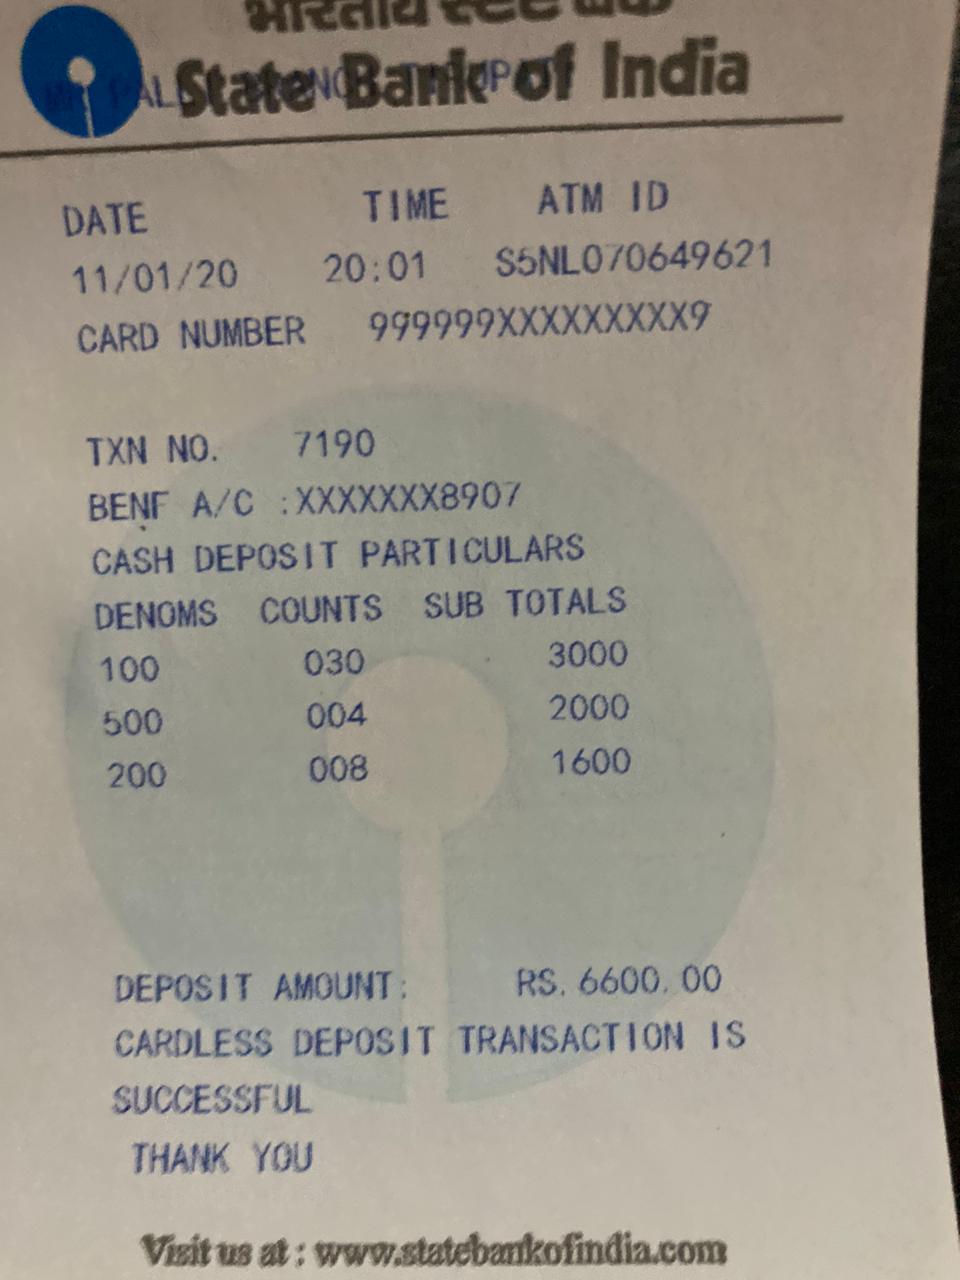 भारतीय स्टेट बैंक
State Bank of India
DATE TIME ATM ID
11/01/20 20:01 S5NL070649621
CARD NUMBER 999999XXXXXXXXX9
TXN NO. 7190
BENF A/C :XXXXXXX8907
CASH DEPOSIT PARTICULARS
DENOMS COUNTS SUB TOTALS
100 030 3000
500 004 2000
200 008 1600
DEPOSIT AMOUNT: RS. 6600.00
CARDLESS DEPOSIT TRANSACTION IS
SUCCESSFUL
THANK YOU
Visit us at : www.statebankofindia.com